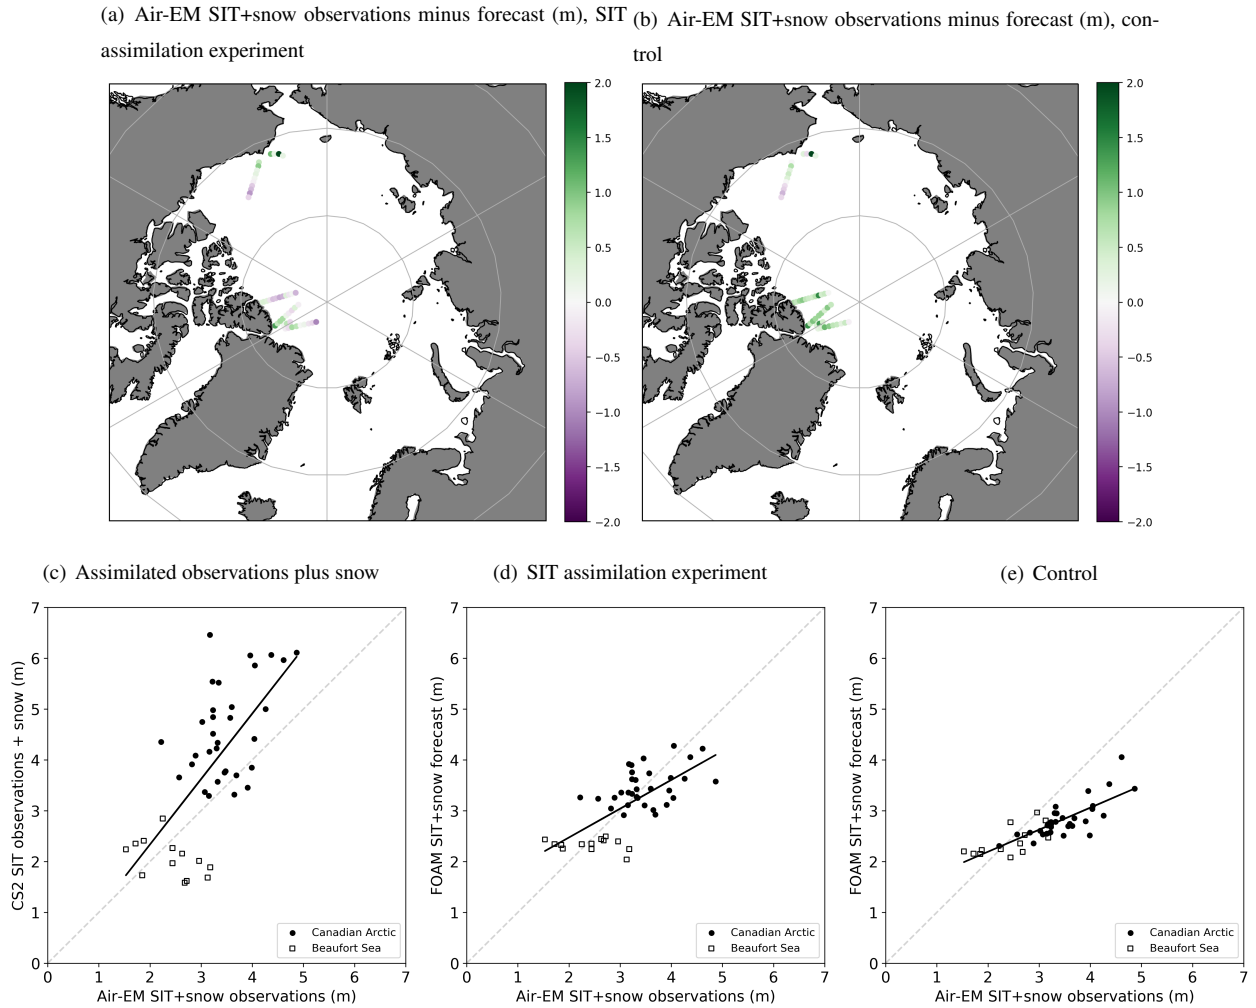 (a) Air-EM SIT+snow observations minus forecast (m), SIT
assimilation experiment
(b) Air-EM SIT+snow observations minus forecast (m), con-
trol
2.0
1.5
1.0
0.5
0.0
−0.5
−1.0
−1.5
−2.0
2.0
1.5
1.0
0.5
0.0
−0.5
−1.0
−1.5
−2.0
(c) Assimilated observations plus snow
CS2 SIT observations + snow (m)
7
6
5
4
3
2
1
0
0 1 2 3 4 5 6 7
Canadian Arctic
Beaufort Sea
Air-EM SIT+snow observations (m)
(d) SIT assimilation experiment
FOAM SIT+snow forecast (m)
7
6
5
4
3
2
1
0
0 1 2 3 4 5 6 7
Canadian Arctic
Beaufort Sea
Air-EM SIT+snow observations (m)
(e) Control
FOAM SIT+snow forecast (m)
7
6
5
4
3
2
1
0
0 1 2 3 4 5 6 7
Canadian Arctic
Beaufort Sea
Air-EM SIT+snow observations (m)